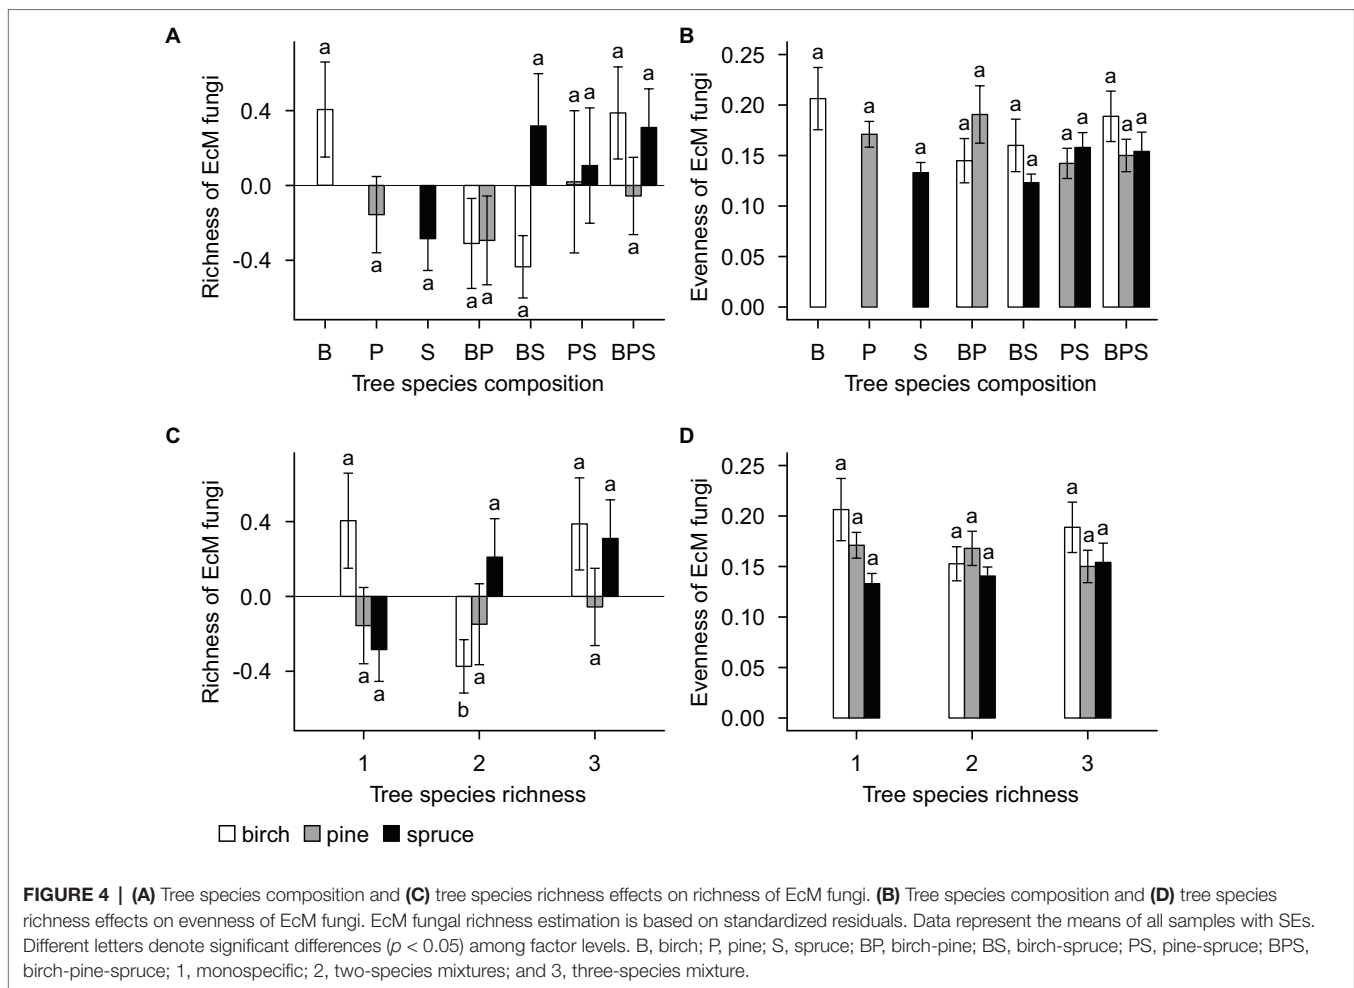 A
B
Richness of EcM fungi
0.4
0.0
-0.4
a
a
a
a
a
a
a
a
a
a
a
a
B P S BP BS PS BPS
Tree species composition
Evenness of EcM fungi
0.25
0.20
0.15
0.10
0.05
0.00
a
a
a
a
a
a
a
a
a
a
a
a
B P S BP BS PS BPS
Tree species composition
C
D
Richness of EcM fungi
0.4
0.0
-0.4
a
a
a
b
a
a
a
a
a
1 2 3
Tree species richness
Evenness of EcM fungi
0.25
0.20
0.15
0.10
0.05
0.00
a
a
a
a
a
a
a
a
a
1 2 3
Tree species richness
birch pine spruce
FIGURE 4 | (A) Tree species composition and (C) tree species richness effects on richness of EcM fungi. (B) Tree species composition and (D) tree species
richness effects on evenness of EcM fungi. EcM fungal richness estimation is based on standardized residuals. Data represent the means of all samples with SEs.
Different letters denote significant differences (p < 0.05) among factor levels. B, birch; P, pine; S, spruce; BP, birch-pine; BS, birch-spruce; PS, pine-spruce; BPS,
birch-pine-spruce; 1, monospecific; 2, two-species mixtures; and 3, three-species mixture.